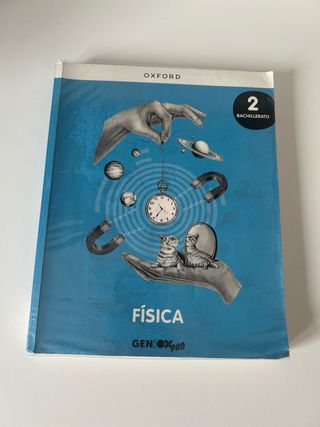 OXFORD
2
BACHILLERATO
FÍSICA
GENiOX PRO